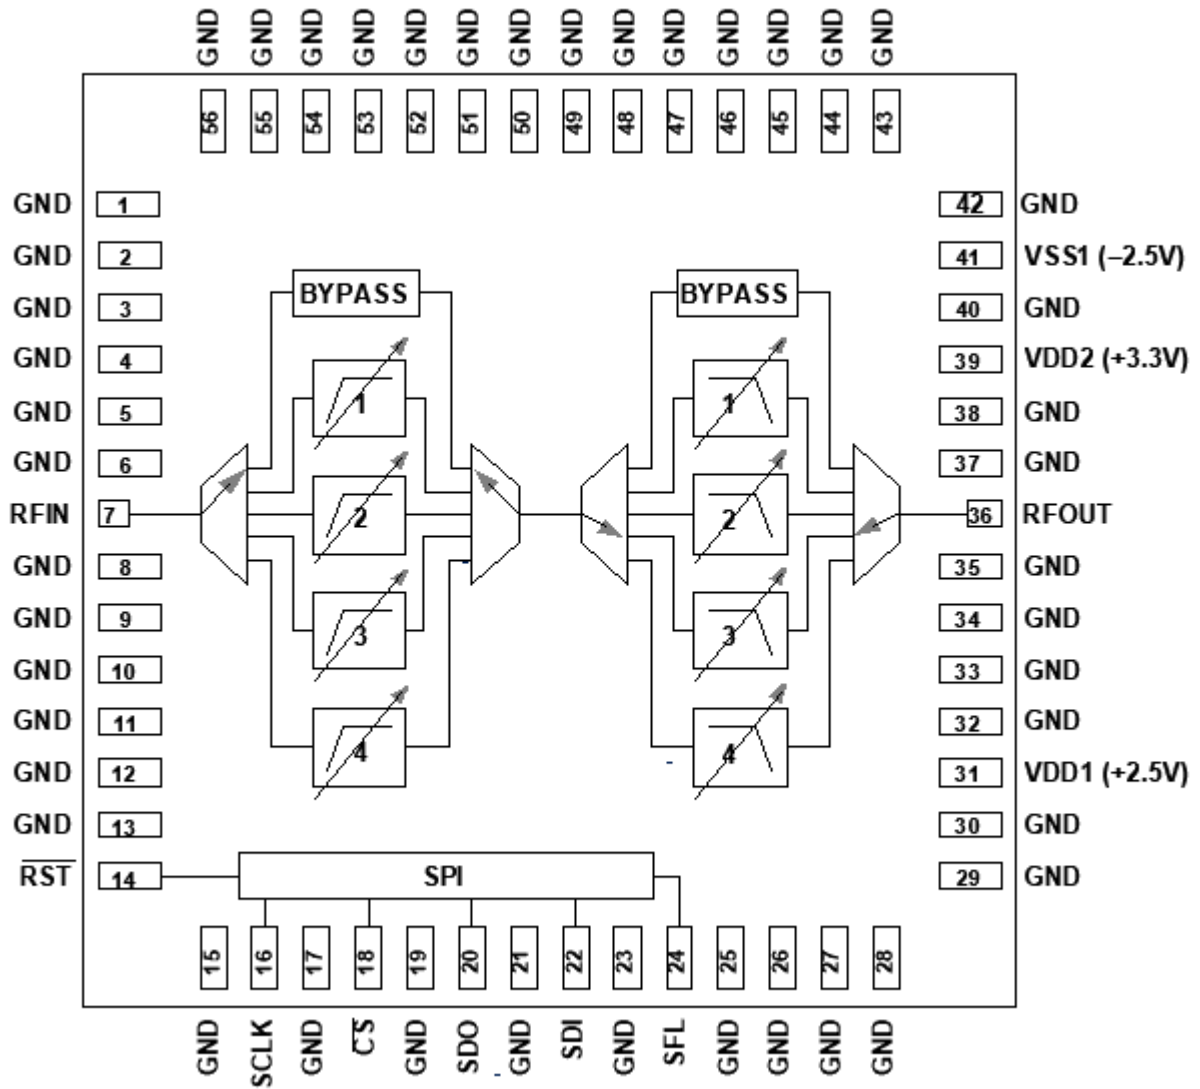 GND GND GND GND GND GND GND GND GND GND GND GND GND GND
56 55 54 53 52 51 50 49 48 47 46 45 44 43
GND 1 42 GND
GND 2 41 VSS1 (–2.5V)
BYPASS BYPASS
GND 3 40 GND
GND 4 39 VDD2 (+3.3V)
1 1
GND 5 38 GND
GND 6 37 GND
RFIN 7 36 RFOUT
2 2
GND 8 35 GND
GND 9 34 GND
3 3
GND 10 33 GND
GND 11 32 GND
4 4
GND 12 31 VDD1 (+2.5V)
GND 13 30 GND
R̅S̅T̅ 14 SPI 29 GND
15 16 17 18 19 20 21 22 23 24 25 26 27 28
GND SCLK GND C̅S̅ GND SDO GND SDI GND SFL GND GND GND GND